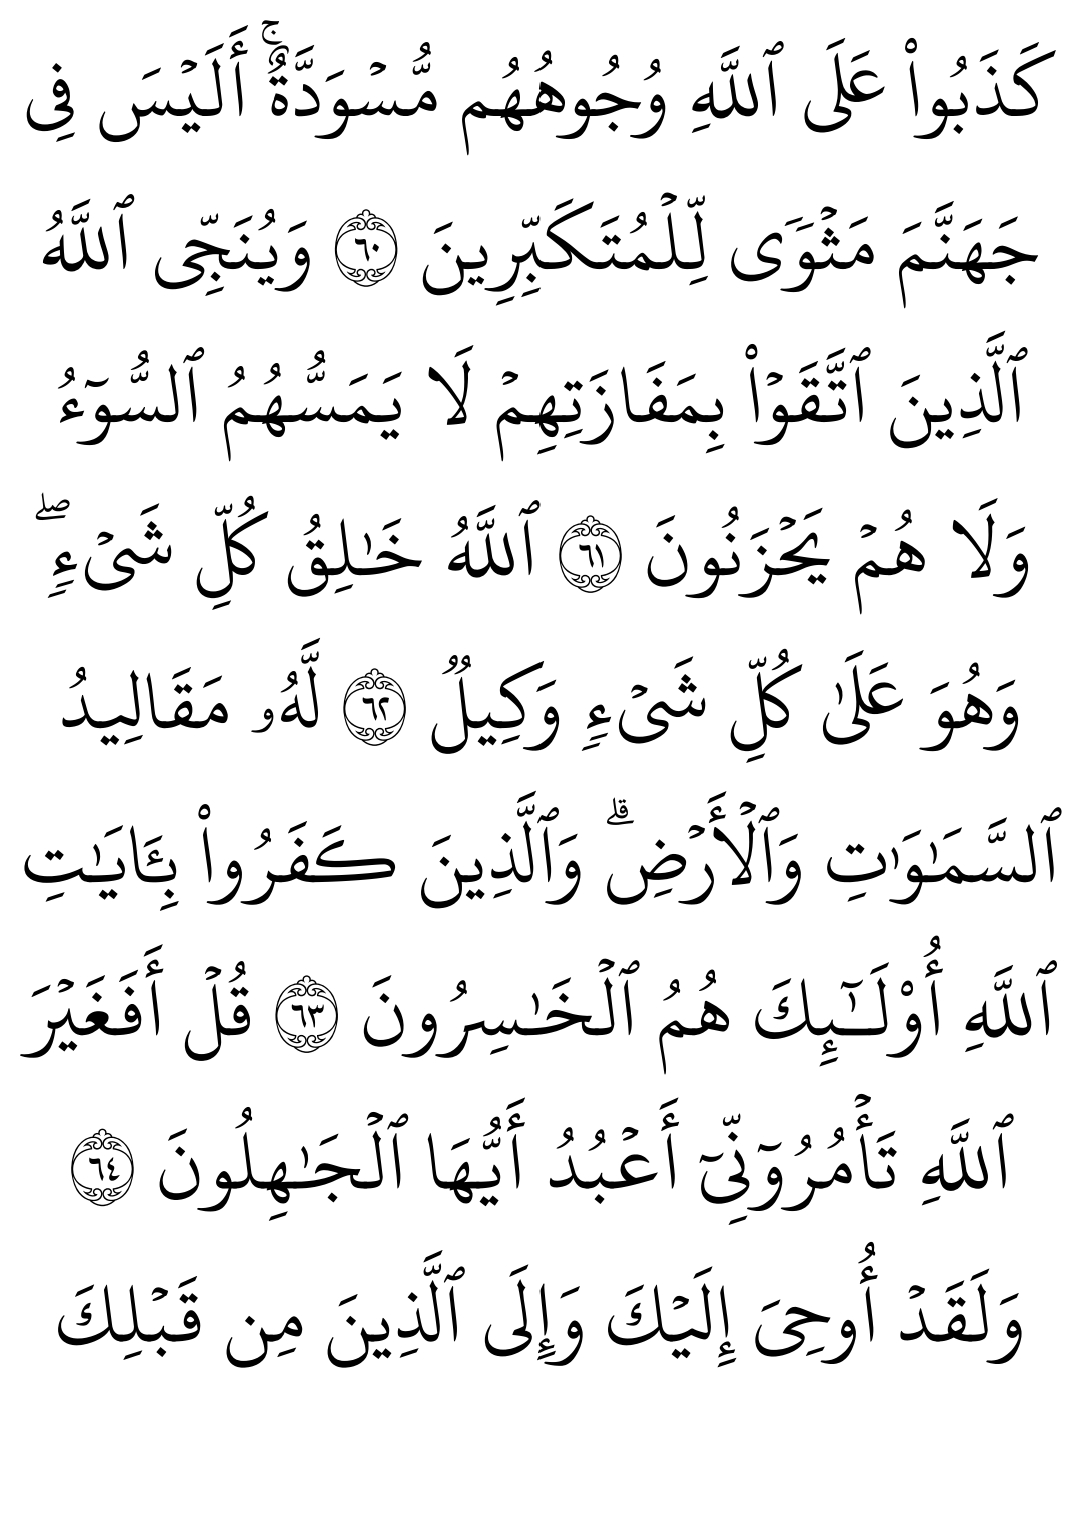 كَذَبُوا۟ عَلَى ٱللَّهِ وُجُوهُهُم مُّسۡوَدَّةٌۚ أَلَيۡسَ فِى
جَهَنَّمَ مَثۡوًى لِّلۡمُتَكَبِّرِينَ ٦٠ وَيُنَجِّى ٱللَّهُ
ٱلَّذِينَ ٱتَّقَوۡا۟ بِمَفَازَتِهِمۡ لَا يَمَسُّهُمُ ٱلسُّوٓءُ
وَلَا هُمۡ يَحۡزَنُونَ ٦١ ٱللَّهُ خَـٰلِقُ كُلِّ شَىۡءٍۖ
وَهُوَ عَلَىٰ كُلِّ شَىۡءٍ وَكِيلٌ ٦٢ لَّهُۥ مَقَالِيدُ
ٱلسَّمَـٰوَٰتِ وَٱلۡأَرۡضِۗ وَٱلَّذِينَ كَفَرُوا۟ بِـَٔايَـٰتِ
ٱللَّهِ أُو۟لَـٰٓئِكَ هُمُ ٱلۡخَـٰسِرُونَ ٦٣ قُلۡ أَفَغَيۡرَ
ٱللَّهِ تَأۡمُرُوٓنِّىٓ أَعۡبُدُ أَيُّهَا ٱلۡجَـٰهِلُونَ ٦٤
وَلَقَدۡ أُوحِىَ إِلَيۡكَ وَإِلَى ٱلَّذِينَ مِن قَبۡلِكَ